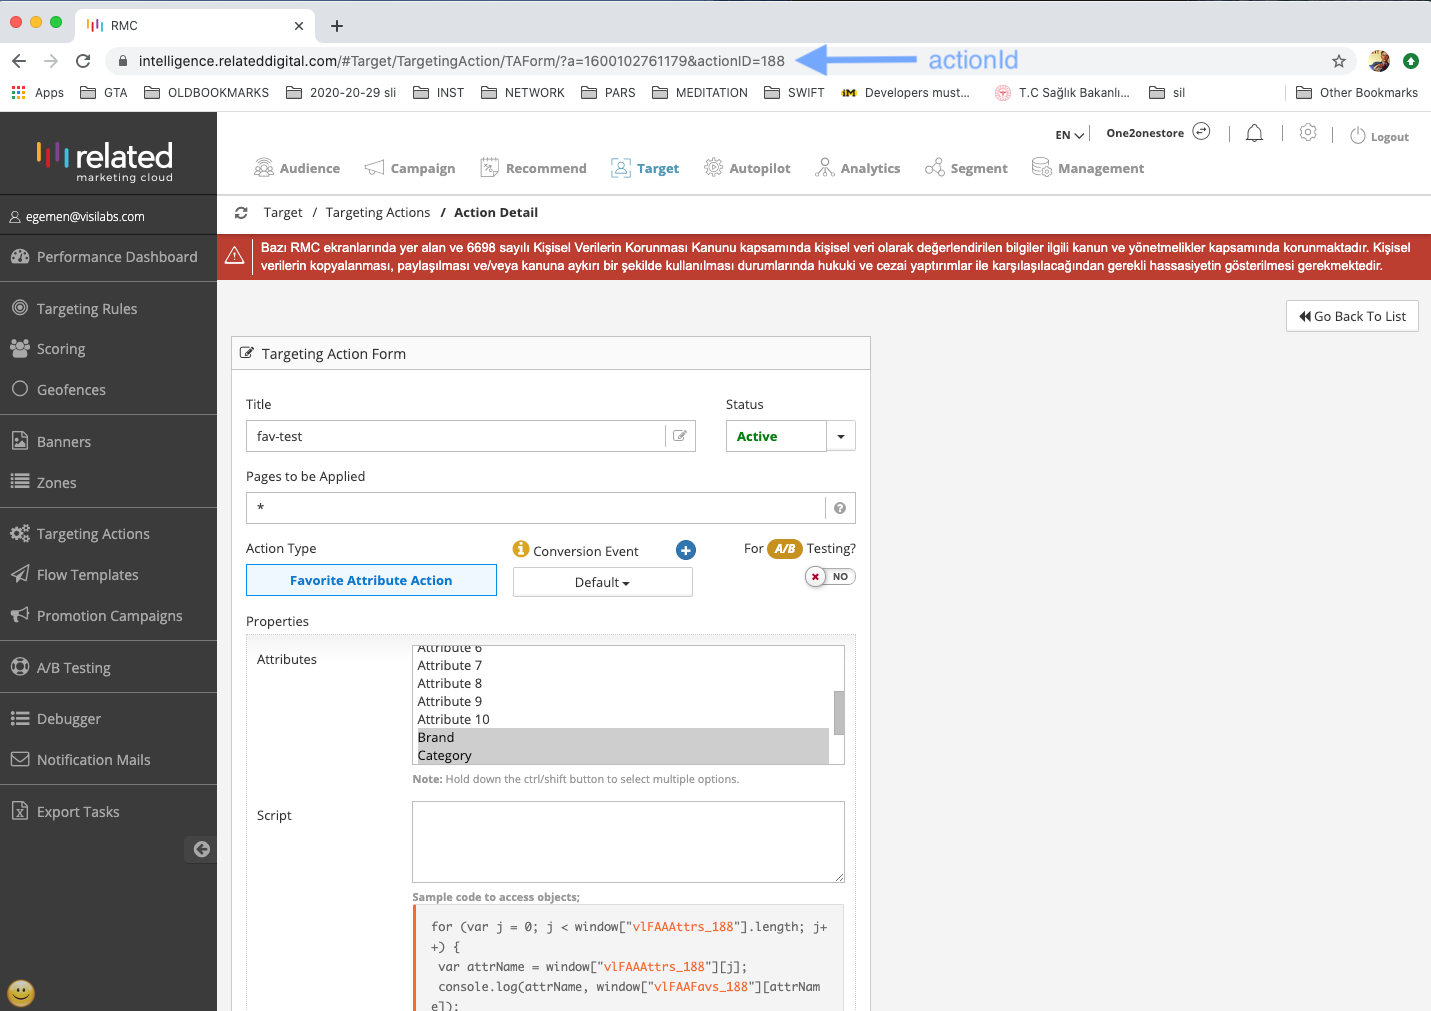 RMC
intelligence.relateddigital.com/#Target/TargetingAction/TAForm/?a=1600102761179&actionID=188
actionId
Apps
GTA
OLDBOOKMARKS
2020-20-29 sli
INST
NETWORK
PARS
MEDITATION
SWIFT
Developers must...
T.C Sağlık Bakanlı...
sil
Other Bookmarks
related
marketing cloud
EN
One2onestore
Logout
Audience
Campaign
Recommend
Target
Autopilot
Analytics
Segment
Management
egemen@visilabs.com
Target / Targeting Actions / Action Detail
Bazı RMC ekranlarında yer alan ve 6698 sayılı Kişisel Verilerin Korunması Kanunu kapsamında kişisel veri olarak değerlendirilen bilgiler ilgili kanun ve yönetmelikler kapsamında korunmaktadır. Kişisel
verilerin kopyalanması, paylaşılması ve/veya kanuna aykırı bir şekilde kullanılması durumlarında hukuki ve cezai yaptırımlar ile karşılaşılacağından gerekli hassasiyetin gösterilmesi gerekmektedir.
Performance Dashboard
Targeting Rules
Scoring
Geofences
Banners
Zones
Targeting Actions
Flow Templates
Promotion Campaigns
A/B Testing
Debugger
Notification Mails
Export Tasks
Go Back To List
Targeting Action Form
Title
Status
fav-test
Active
Pages to be Applied
*
Action Type
Conversion Event
For A/B Testing?
Favorite Attribute Action
Default
NO
Properties
Attributes
Attribute 6
Attribute 7
Attribute 8
Attribute 9
Attribute 10
Brand
Category
Note: Hold down the ctrl/shift button to select multiple options.
Script
Sample code to access objects;
for (var j = 0; j < window["vlFAAAttrs_188"].length; j+
+) {
var attrName = window["vlFAAAttrs_188"][j];
console.log(attrName, window["vlFAAFavs_188"][attrNam
e]);